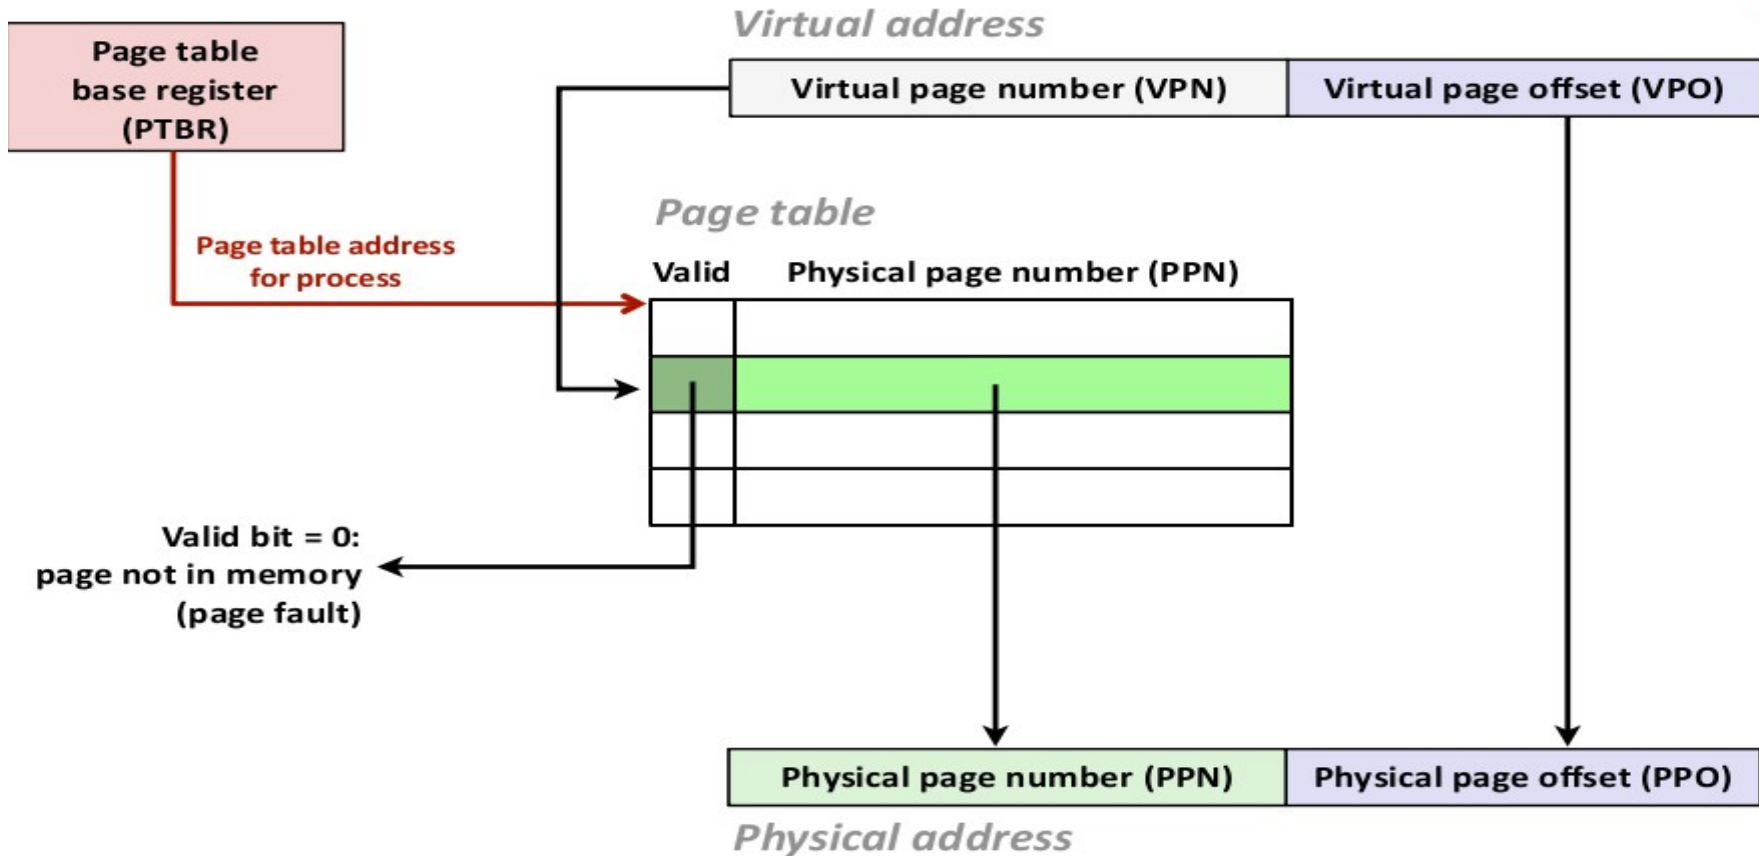 Virtual address
Page table
base register
(PTBR)
Virtual page number (VPN)
Virtual page offset (VPO)
Page table
Page table address
for process
Valid
Physical page number (PPN)
Valid bit = 0:
page not in memory
(page fault)
Physical page number (PPN)
Physical page offset (PPO)
Physical address